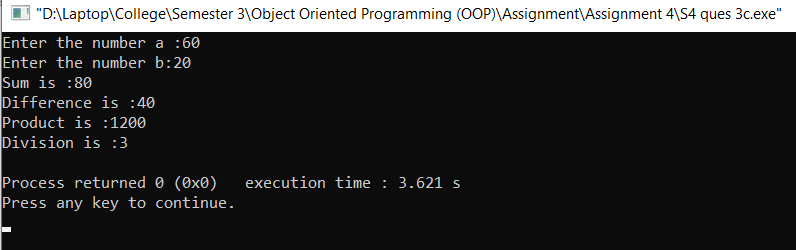 "D:\Laptop\College\Semester 3\Object Oriented Programming (OOP)\Assignment\Assignment 4\S4 ques 3c.exe"
Enter the number a :60
Enter the number b:20
Sum is :80
Difference is :40
Product is :1200
Division is :3
Process returned 0 (0x0)   execution time : 3.621 s
Press any key to continue.